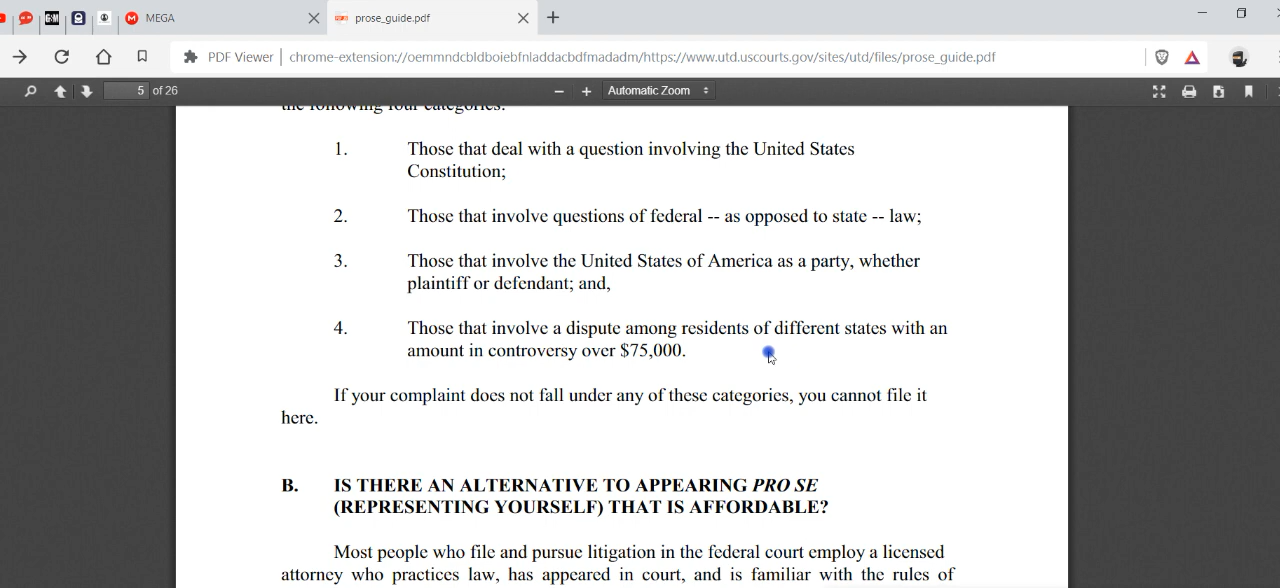 MEGA
prose_guide.pdf
PDF Viewer
chrome-extension://oemmndcbldboiebfnladdacbdfmadadm/https://www.utd.uscourts.gov/sites/utd/files/prose_guide.pdf
5 of 26
Automatic Zoom
the following four categories:
1. Those that deal with a question involving the United States
Constitution;
2. Those that involve questions of federal -- as opposed to state -- law;
3. Those that involve the United States of America as a party, whether
plaintiff or defendant; and,
4. Those that involve a dispute among residents of different states with an
amount in controversy over $75,000.
If your complaint does not fall under any of these categories, you cannot file it
here.
B. IS THERE AN ALTERNATIVE TO APPEARING PRO SE
(REPRESENTING YOURSELF) THAT IS AFFORDABLE?
Most people who file and pursue litigation in the federal court employ a licensed
attorney who practices law, has appeared in court, and is familiar with the rules of